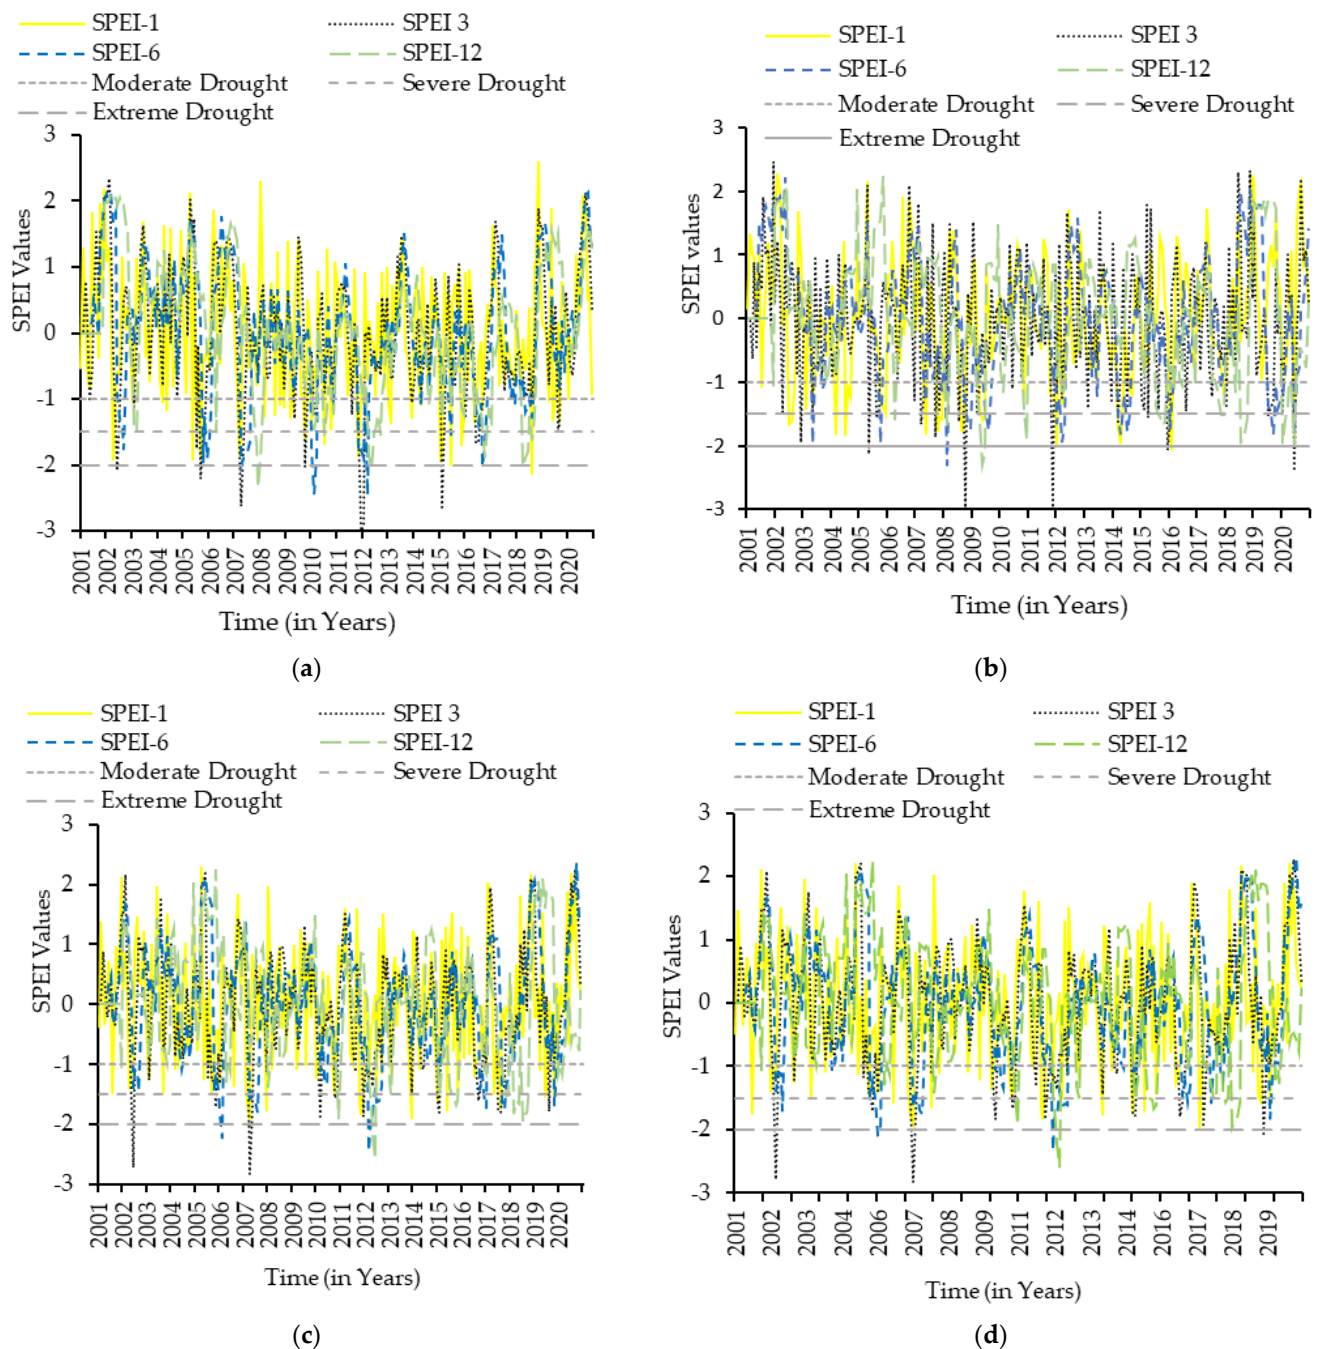 SPEI-1 SPEI 3
SPEI-6 SPEI-12
Moderate Drought Severe Drought
Extreme Drought
3
2
1
0
-1
-2
-3
SPEI Values
2001 2002 2003 2004 2005 2006 2007 2008 2009 2010 2011 2012 2013 2014 2015 2016 2017 2018 2019 2020
Time (in Years)
(a)
SPEI-1 SPEI 3
SPEI-6 SPEI-12
Moderate Drought Severe Drought
Extreme Drought
3
2
1
0
-1
-2
-3
SPEI values
2001 2002 2003 2004 2005 2006 2007 2008 2009 2010 2011 2012 2013 2014 2015 2016 2017 2018 2019 2020
Time (in Years)
(b)
SPEI-1 SPEI 3
SPEI-6 SPEI-12
Moderate Drought Severe Drought
Extreme Drought
3
2
1
0
-1
-2
-3
SPEI Values
2001 2002 2003 2004 2005 2006 2007 2008 2009 2010 2011 2012 2013 2014 2015 2016 2017 2018 2019 2020
Time (in Years)
(c)
SPEI-1 SPEI 3
SPEI-6 SPEI-12
Moderate Drought Severe Drought
Extreme Drought
3
2
1
0
-1
-2
-3
SPEI Values
2001 2002 2003 2004 2006 2007 2008 2009 2011 2012 2013 2014 2016 2017 2018 2019
Time (in Years)
(d)